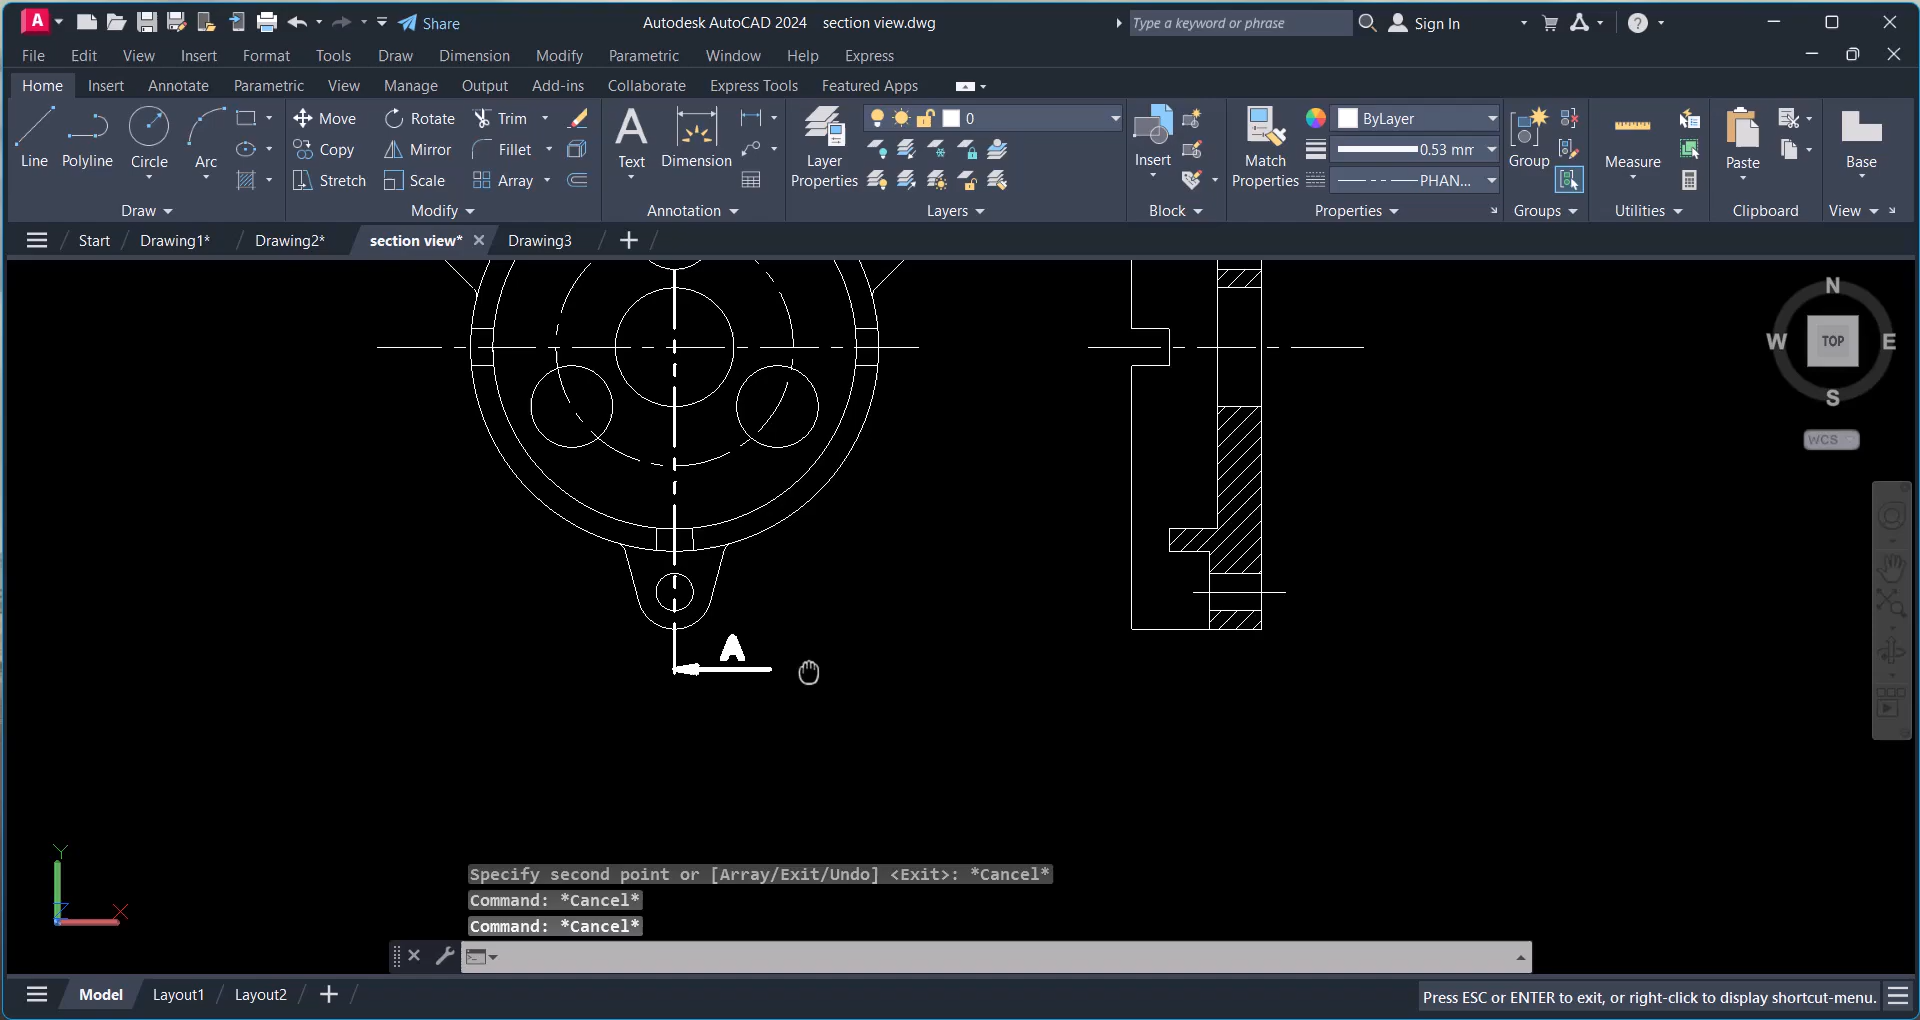 A Share Autodesk AutoCAD 2024 section view.dwg Type a keyword or phrase Sign In
File Edit View Insert Format Tools Draw Dimension Modify Parametric Window Help Express
Home Insert Annotate Parametric View Manage Output Add-ins Collaborate Express Tools Featured Apps
Line Polyline Circle Arc Move Rotate Trim Text Dimension Layer Properties 0 Insert Match Properties ByLayer Group Measure Paste Base
Copy Mirror Fillet 0.53 mm
Stretch Scale Array PHAN...
Draw Modify Annotation Layers Block Properties Groups Utilities Clipboard View
Start Drawing1* Drawing2* section view* Drawing3
N
W TOP E
S
WCS
A
Y
X
Specify second point or [Array/Exit/Undo] <Exit>: *Cancel*
Command: *Cancel*
Command: *Cancel*
Model Layout1 Layout2 Press ESC or ENTER to exit, or right-click to display shortcut-menu.